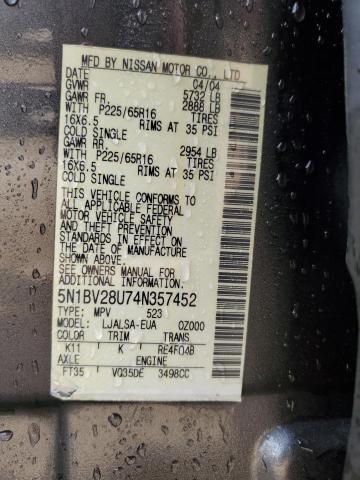 MFD BY NISSAN MOTOR CO., LTD
DATE 04/04
GVWR 5732 LB
GAWR FR. 2888 LB
WITH P225/65R16 TIRES
16X6.5 RIMS AT 35 PSI
COLD SINGLE
GAWR RR. 2954 LB
WITH P225/65R16 TIRES
16X6.5 RIMS AT 35 PSI
COLD SINGLE
THIS VEHICLE CONFORMS TO
ALL APPLICABLE FEDERAL
MOTOR VEHICLE SAFETY
AND THEFT PREVENTION
STANDARDS IN EFFECT ON
THE DATE OF MANUFACTURE
SHOWN ABOVE.
SEE OWNERS MANUAL FOR
ADDITIONAL INFORMATION.
5N1BV28U74N357452
TYPE: MPV 523
MODEL: LJALSA-EUA 0Z000
COLOR TRIM TRANS
K11 K RE4F04B
AXLE ENGINE
FT35 VQ35DE 3498CC